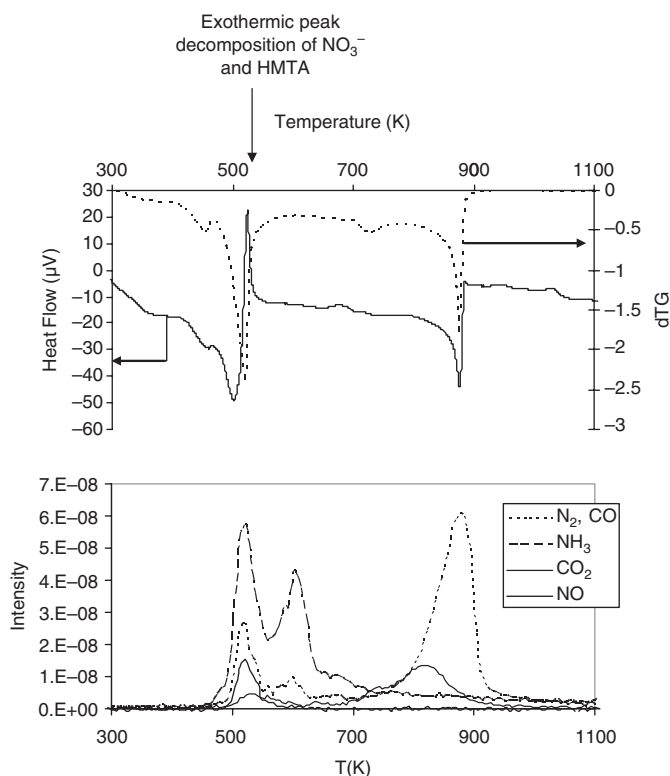 Exothermic peak
decomposition of NO₃⁻
and HMTA
Temperature (K)
300 500 700 900 1100
30 0
20 −0.5
10 −1
0 −1.5
−10 −2
−20 −2.5
−30 −3
−40
−50
−60
Heat Flow (µV)
dTG
7.E−08
6.E−08
5.E−08
4.E−08
3.E−08
2.E−08
1.E−08
0.E+00
Intensity
N₂, CO
NH₃
CO₂
NO
300 500 700 900 1100
T(K)